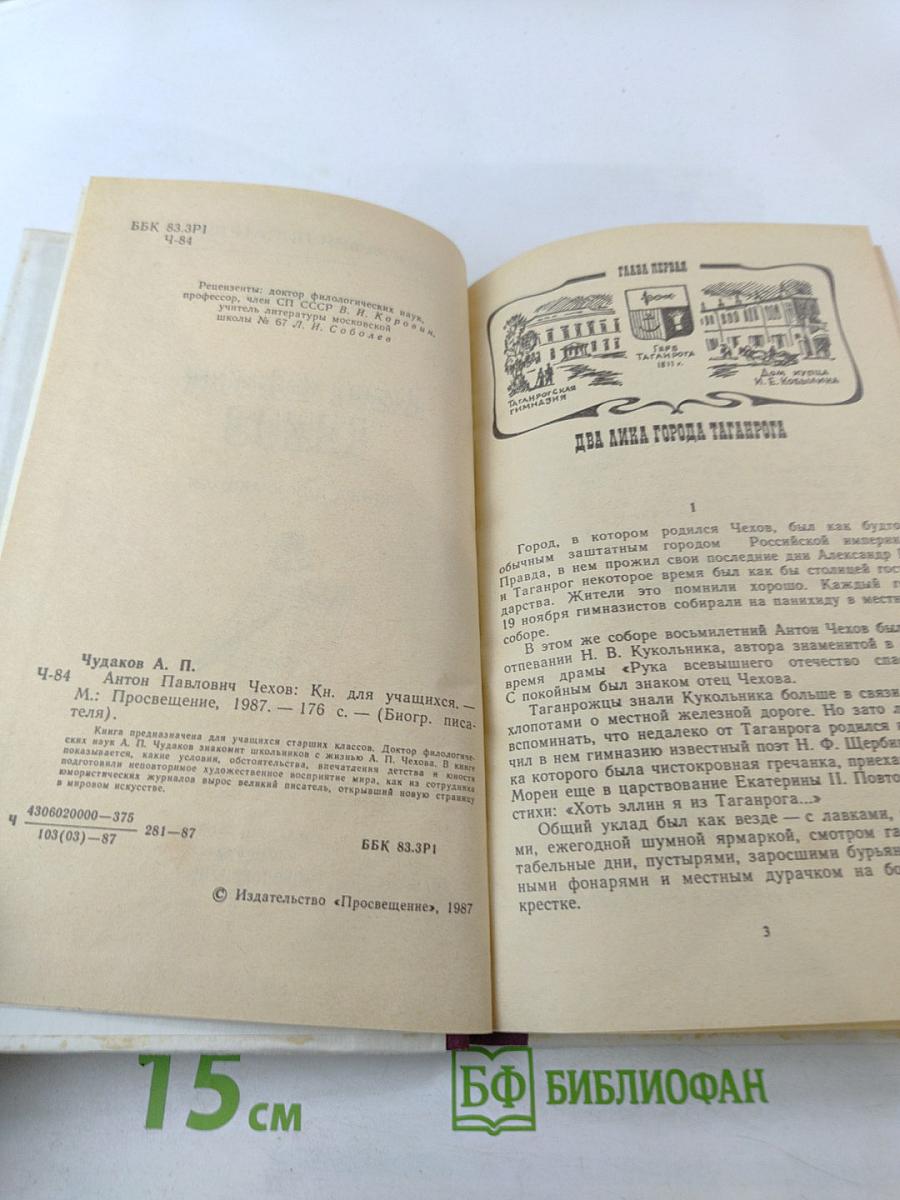 ББК 83.3Р1
Ч-84
Рецензенты: доктор филологических наук,
профессор, член СП СССР В. И. Коровин,
учитель литературы московской
школы № 67 Л. И. Соболев
Чудаков А. П.
Ч-84 Антон Павлович Чехов: Кн. для учащихся.—
М.: Просвещение, 1987. — 176 с. — (Биогр. писа-
теля).
Книга предназначена для учащихся старших классов. Доктор филологиче-
ских наук А. П. Чудаков знакомит школьников с жизнью А. П. Чехова. В книге
показывается, какие условия, обстоятельства, впечатления детства и юности
подготовили неповторимое художественное восприятие мира, как из сотрудника
юмористических журналов вырос великий писатель, открывший новую страницу
в мировом искусстве.
Ч 4306020000—375
103(03)—87 281—87
ББК 83.3Р1
© Издательство «Просвещение», 1987
ГЛАВА ПЕРВАЯ
ТАГАНРОГСКАЯ
ГИМНАЗИЯ
ГЕРБ
ТАГАНРОГА
ДОМ КУПЦА
И. Е. КОБЫЛИНА
ДВА ЛИКА ГОРОДА ТАГАНРОГА
1
Город, в котором родился Чехов, был как будто
обычным заштатным городом Российской империи
Правда, в нем прожил свои последние дни Александр
и Таганрог некоторое время был как бы столицей гос
дарства. Жители это помнили хорошо. Каждый г
19 ноября гимназистов собирали на панихиду в местн
соборе.
В этом же соборе восьмилетний Антон Чехов был
отпевании Н. В. Кукольника, автора знаменитой в
время драмы «Рука всевышнего отечество спа
С покойным был знаком отец Чехова.
Таганрожцы знали Кукольника больше в связи
хлопотами о местной железной дороге. Но зато л
вспоминать, что недалеко от Таганрога родился и
чил в нем гимназию известный поэт Н. Ф. Щербин
ка которого была чистокровная гречанка, приеха
Мореи еще в царствование Екатерины II. Повто
стихи: «Хоть эллин я из Таганрога...»
Общий уклад был как везде — с лавками,
ми, ежегодной шумной ярмаркой, смотром га
табельные дни, пустырями, заросшими бурьян
ными фонарями и местным дурачком на бо
крестке.
3
15 см
БФ БИБЛИОФАН